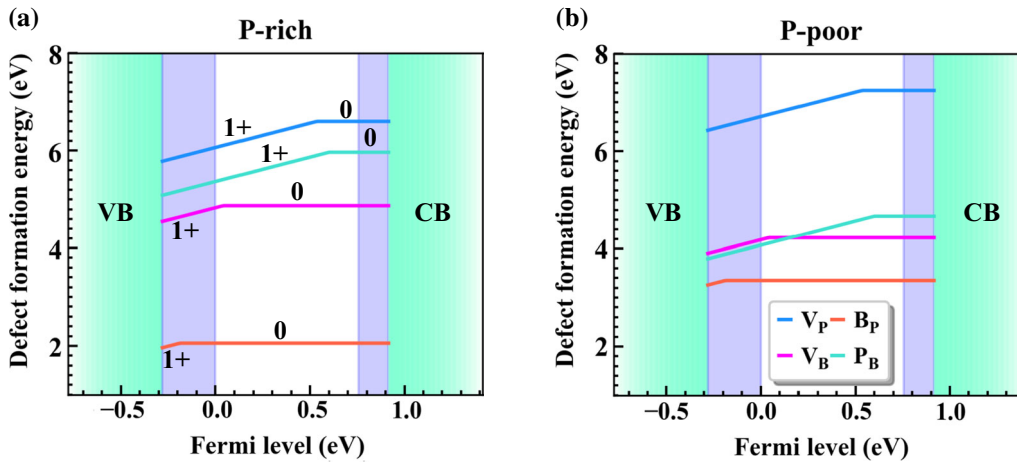 (a)
P-rich
Defect formation energy (eV)
8
6
4
2
1+
0
1+
0
1+
0
1+
0
VB
CB
−0.5
0.0
0.5
1.0
Fermi level (eV)
(b)
P-poor
Defect formation energy (eV)
8
6
4
2
VB
CB
V_P B_P
V_B P_B
−0.5
0.0
0.5
1.0
Fermi level (eV)